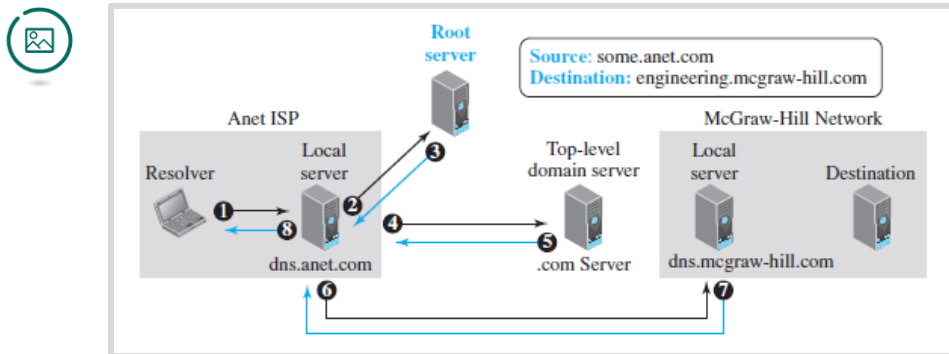 Root
server
Source: some.anet.com
Destination: engineering.mcgraw-hill.com
Anet ISP
McGraw-Hill Network
Resolver
Local
server
Top-level
domain server
Local
server
Destination
1
2
3
4
5
6
7
8
dns.anet.com
.com Server
dns.mcgraw-hill.com